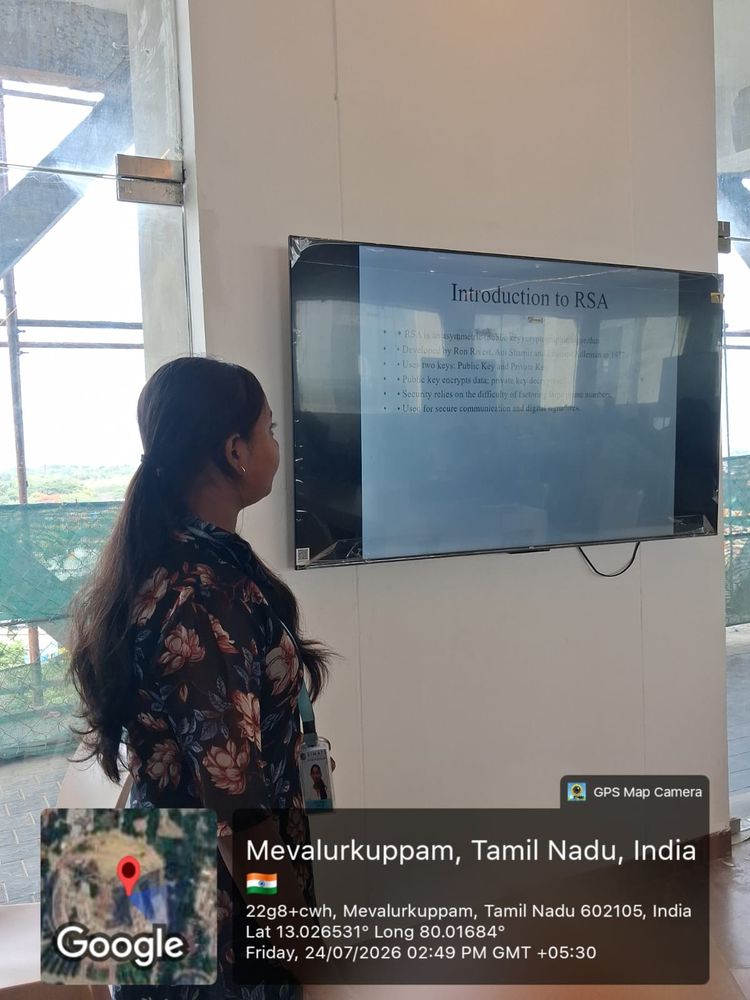 Introduction to RSA
• • RSA is an asymmetric (public key) cryptographic algorithm
• • Developed by Ron Rivest, Adi Shamir and Leonard Adleman in 1977.
• • Uses two keys: Public Key and Private Key.
• • Public key encrypts data; private key decrypts it.
• • Security relies on the difficulty of factoring large prime numbers.
• • Used for secure communication and digital signatures.
SIMATS
ENGINEERING
GPS Map Camera
Mevalurkuppam, Tamil Nadu, India
22g8+cwh, Mevalurkuppam, Tamil Nadu 602105, India
Lat 13.026531° Long 80.01684°
Friday, 24/07/2026 02:49 PM GMT +05:30
Google